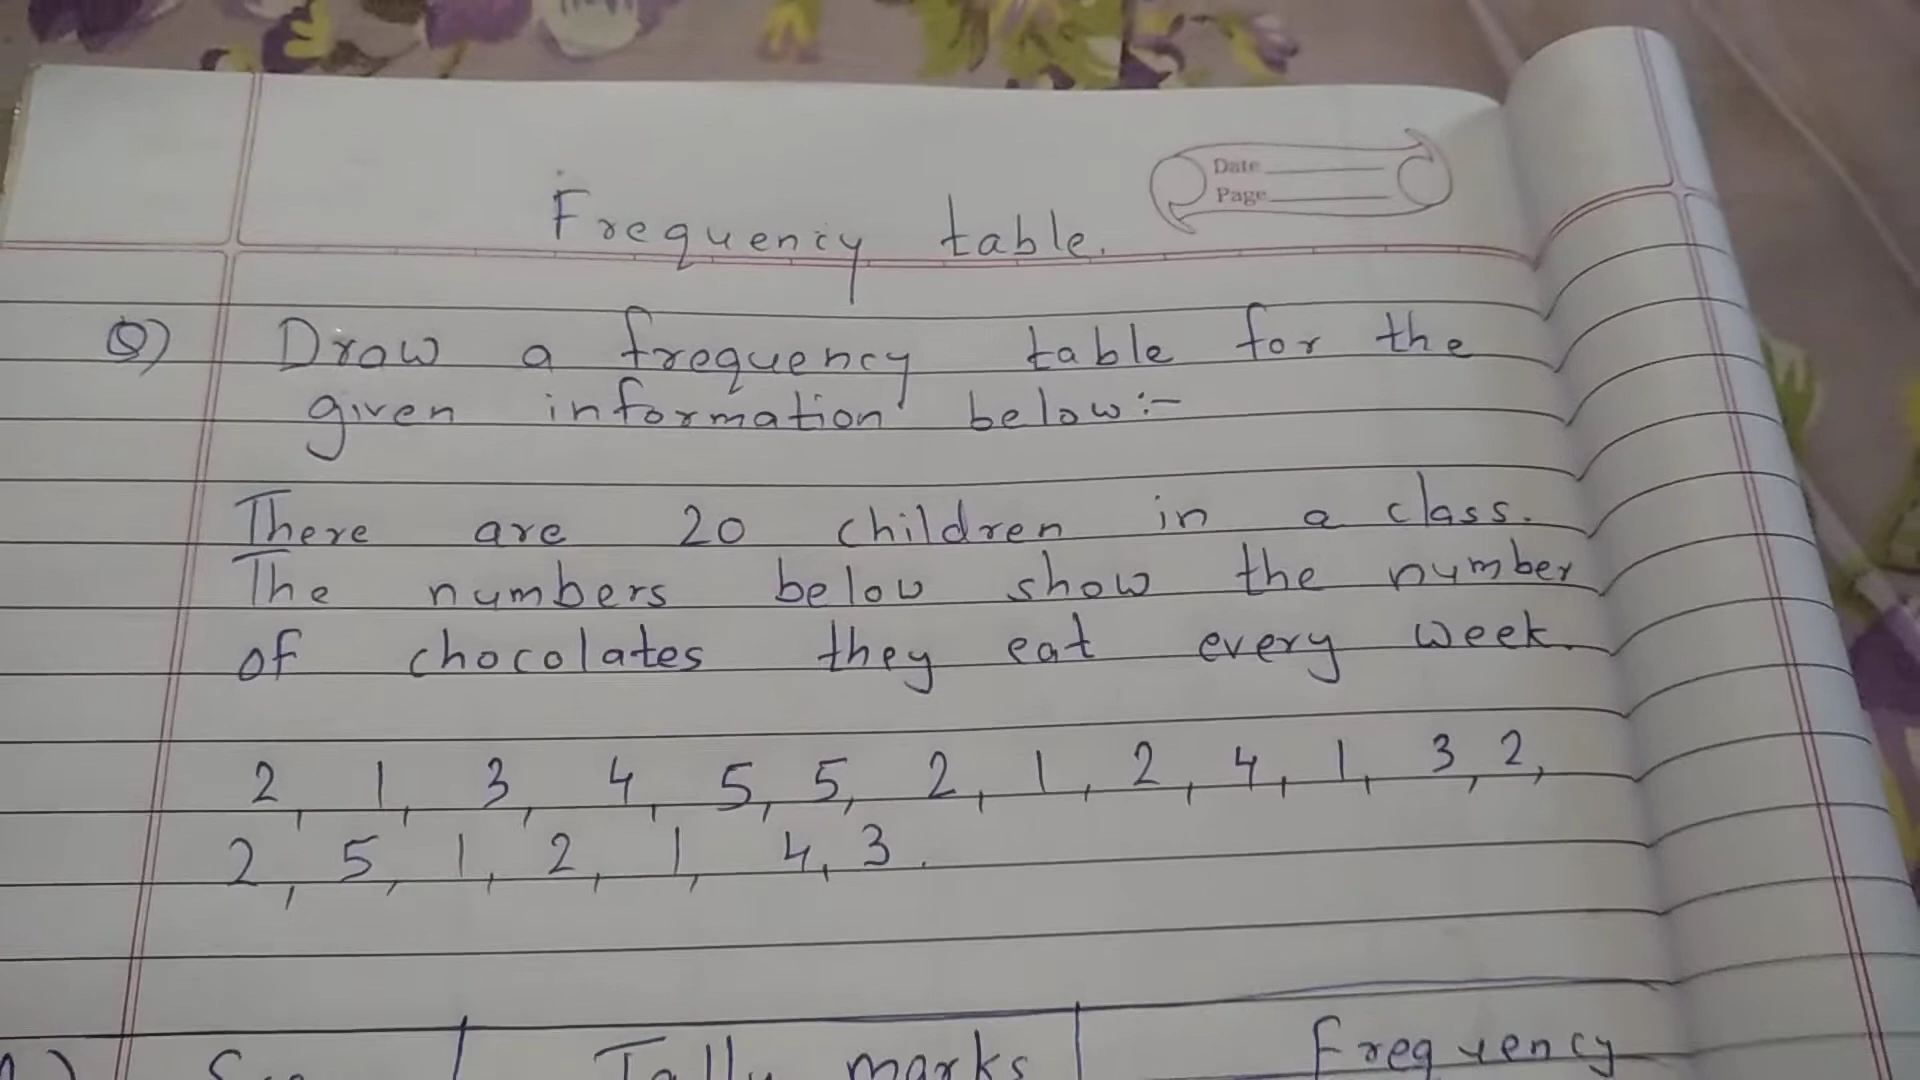 Date
Page
Frequency table.
Q) Draw a frequency table for the
given information below:-
There are 20 children in a class.
The numbers below show the number
of chocolates they eat every week.
2, 1, 3, 4, 5, 5, 2, 1, 2, 4, 1, 3, 2,
2, 5, 1, 2, 1, 4, 3.
Tally marks Frequency